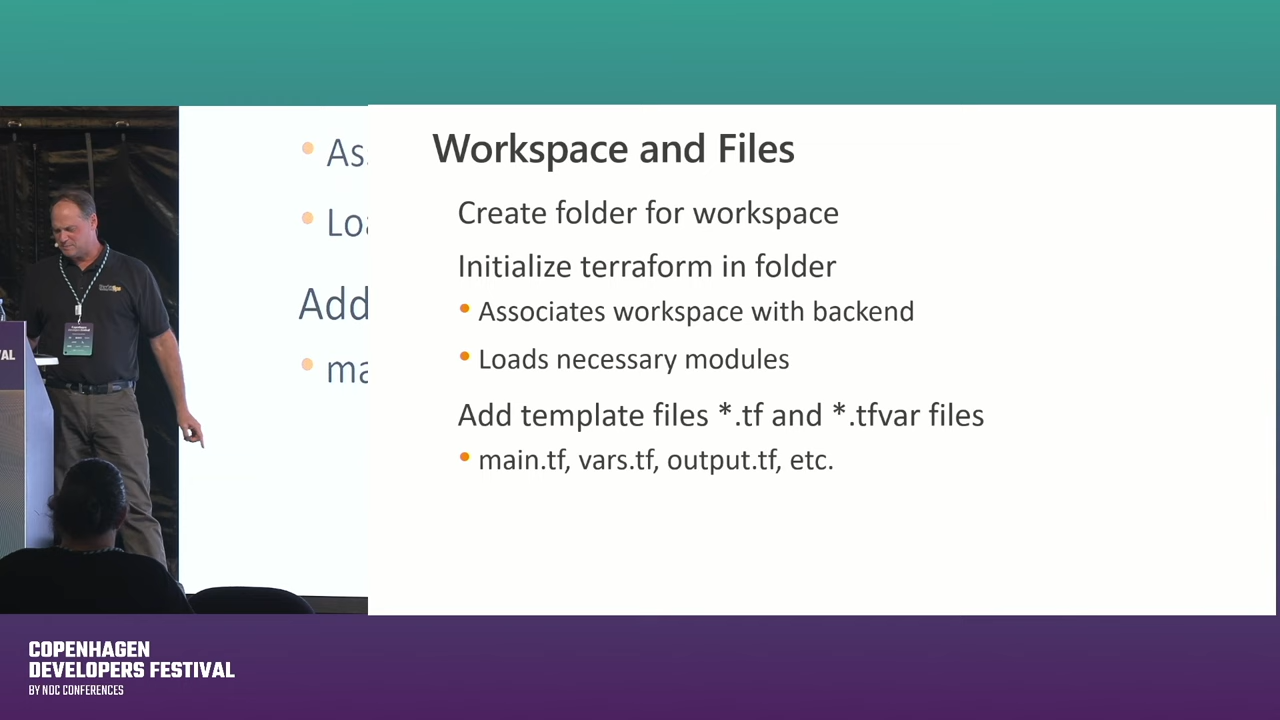 Workspace and Files
Create folder for workspace
Initialize terraform in folder
• Associates workspace with backend
• Loads necessary modules
Add template files *.tf and *.tfvar files
• main.tf, vars.tf, output.tf, etc.
• As
• Loa
Add
• ma
VAL
COPENHAGEN
DEVELOPERS FESTIVAL
BY NDC CONFERENCES